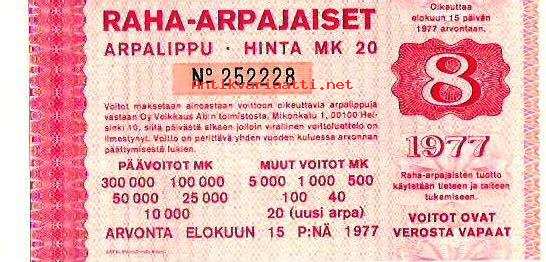 RAHA-ARPAJAISET
ARPALIPPU · HINTA MK 20
Nº 252228
Voitot maksetaan ainoastaan voittoon oikeuttavia arpalippuja
vastaan Oy Veikkaus Ab:n toimistosta, Mikonkatu 1, 00100 Hel-
sinki 10, siitä päivästä alkaen jolloin virallinen voittoluettelo on
ilmestynyt. Voitto on perittävä yhden vuoden kuluessa arvonnan
päättymisestä lukien.
PÄÄVOITOT MK
300 000 100 000
50 000 25 000
10 000
MUUT VOITOT MK
5 000 1 000 500
100 40
20 (uusi arpa)
ARVONTA ELOKUUN 15 P:NÄ 1977
Oikeuttaa
elokuun 15 päivän
1977 arvontaan.
8
1977
Raha-arpajaisten tuotto
käytetään tieteen ja taiteen
tukemiseen.
VOITOT OVAT
VEROSTA VAPAAT